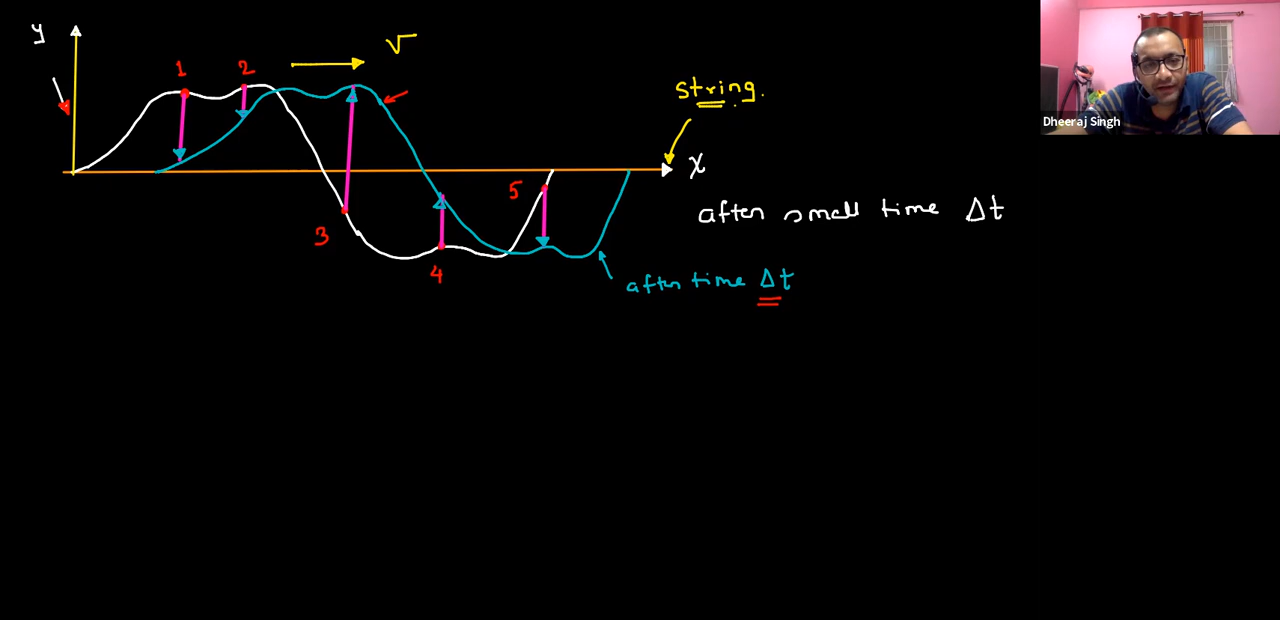 y
1
2
v
string.
x
Dheeraj Singh
3
4
5
after small time Δt
after time Δt